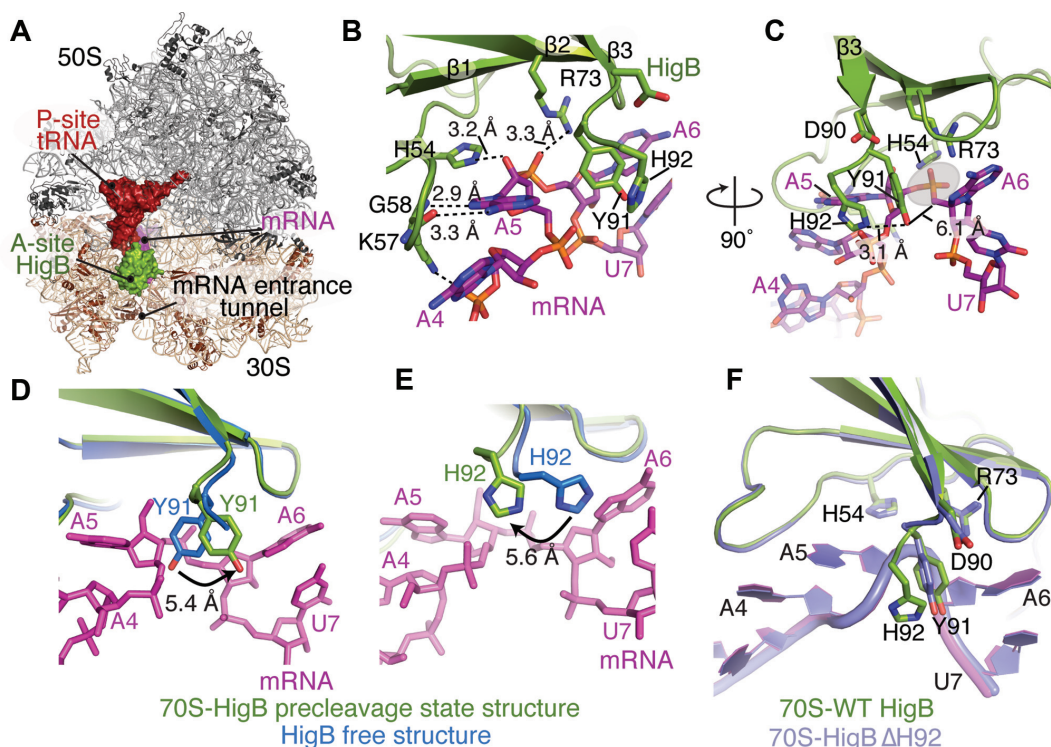 A
50S
P-site
tRNA
mRNA
A-site
HigB
mRNA entrance
tunnel
30S
B
β1
β2
β3
R73
HigB
3.2 Å
3.3 Å
A6
H54
H92
G58
2.9 Å
A5
Y91
K57
3.3 Å
U7
A4
mRNA
90°
C
β3
D90
H54
R73
A5
Y91
A6
H92
6.1 Å
3.1 Å
A4
U7
D
Y91
Y91
A5
A6
5.4 Å
A4
U7
mRNA
E
A6
H92
H92
A5
5.6 Å
A4
U7
mRNA
F
R73
H54
A5
D90
A4
A6
H92
Y91
U7
70S-HigB precleavage state structure
HigB free structure
70S-WT HigB
70S-HigB ΔH92